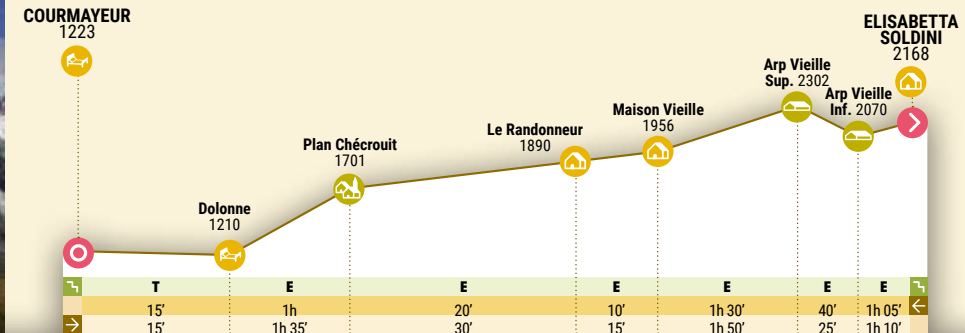 COURMAYEUR
1223
ELISABETTA
SOLDINI
2168
Arp Vieille
Sup. 2302
Arp Vieille
Inf. 2070
Maison Vieille
1956
Le Randonneur
1890
Plan Chécrouit
1701
Dolonne
1210
T E E E E E E
15’ 1h 20’ 10’ 1h 30’ 40’ 1h 05’
15’ 1h 35’ 30’ 15’ 1h 50’ 25’ 1h 10’